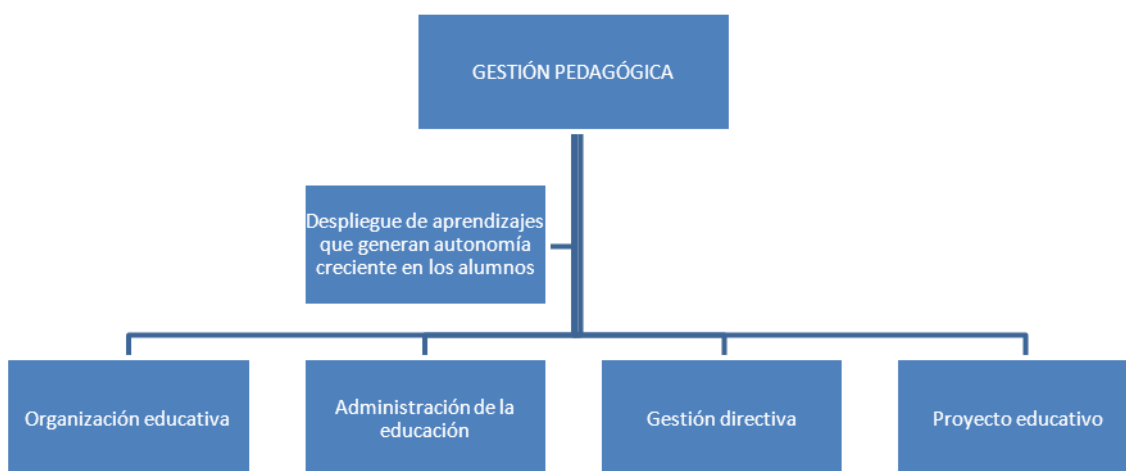 GESTIÓN PEDAGÓGICA
Despliegue de aprendizajes
que generan autonomía
creciente en los alumnos
Organización educativa
Administración de la
educación
Gestión directiva
Proyecto educativo